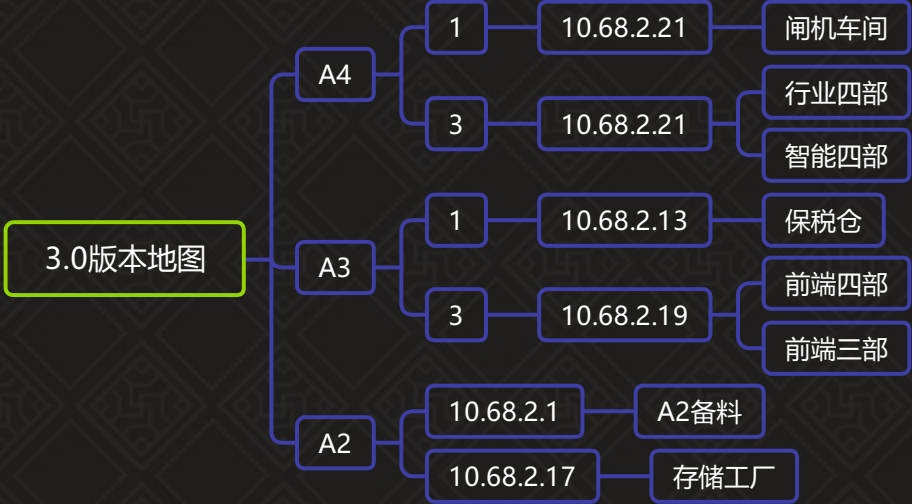 3.0版本地图
A4
1
10.68.2.21
闸机车间
3
10.68.2.21
行业四部
智能四部
A3
1
10.68.2.13
保税仓
3
10.68.2.19
前端四部
前端三部
A2
10.68.2.1
A2备料
10.68.2.17
存储工厂